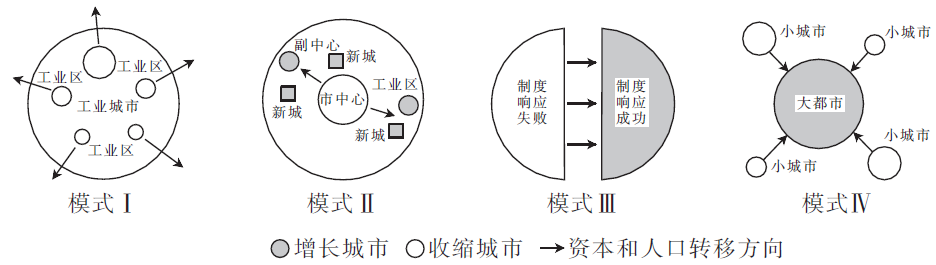 工业区
工业区
工业城市
工业区
模式Ⅰ
副中心
新城
工业区
市中心
新城
新城
模式Ⅱ
制度
响应
失败
制度
响应
成功
模式Ⅲ
小城市
小城市
大都市
小城市
小城市
模式Ⅳ
增长城市
收缩城市
资本和人口转移方向